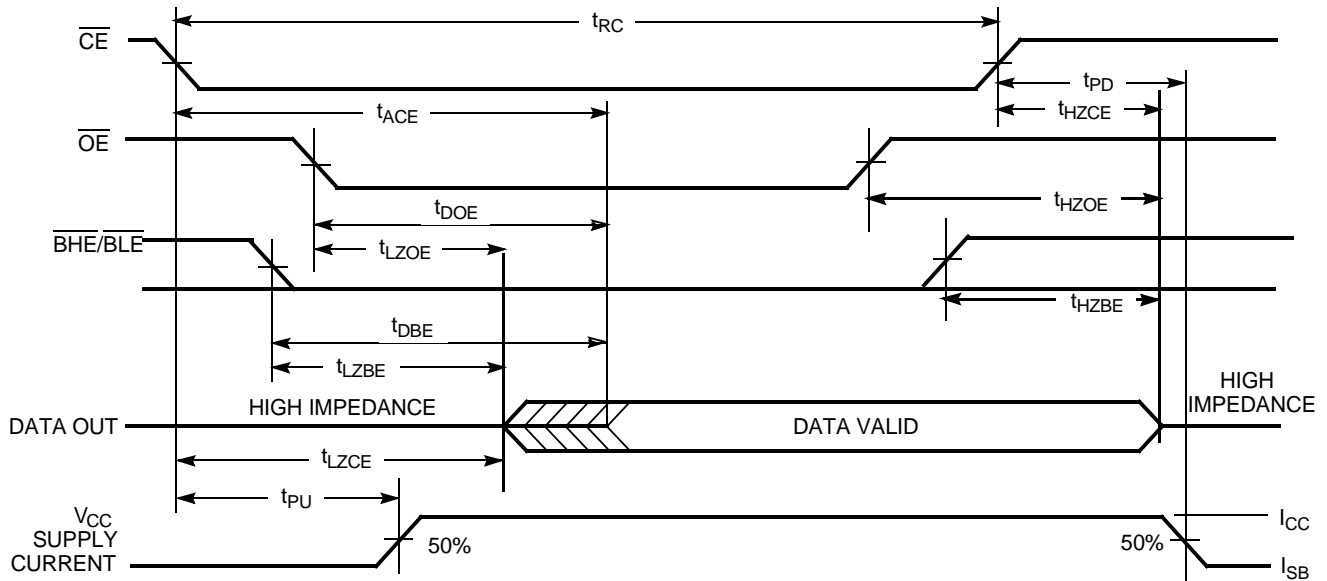 tRC
CE
tPD
tACE
tHZCE
OE
tDOE
tHZOE
BHE/BLE
tLZOE
tHZBE
tDBE
tLZBE
HIGH IMPEDANCE
HIGH
IMPEDANCE
DATA OUT
DATA VALID
tLZCE
tPU
VCC
SUPPLY
CURRENT
50%
50%
ICC
ISB